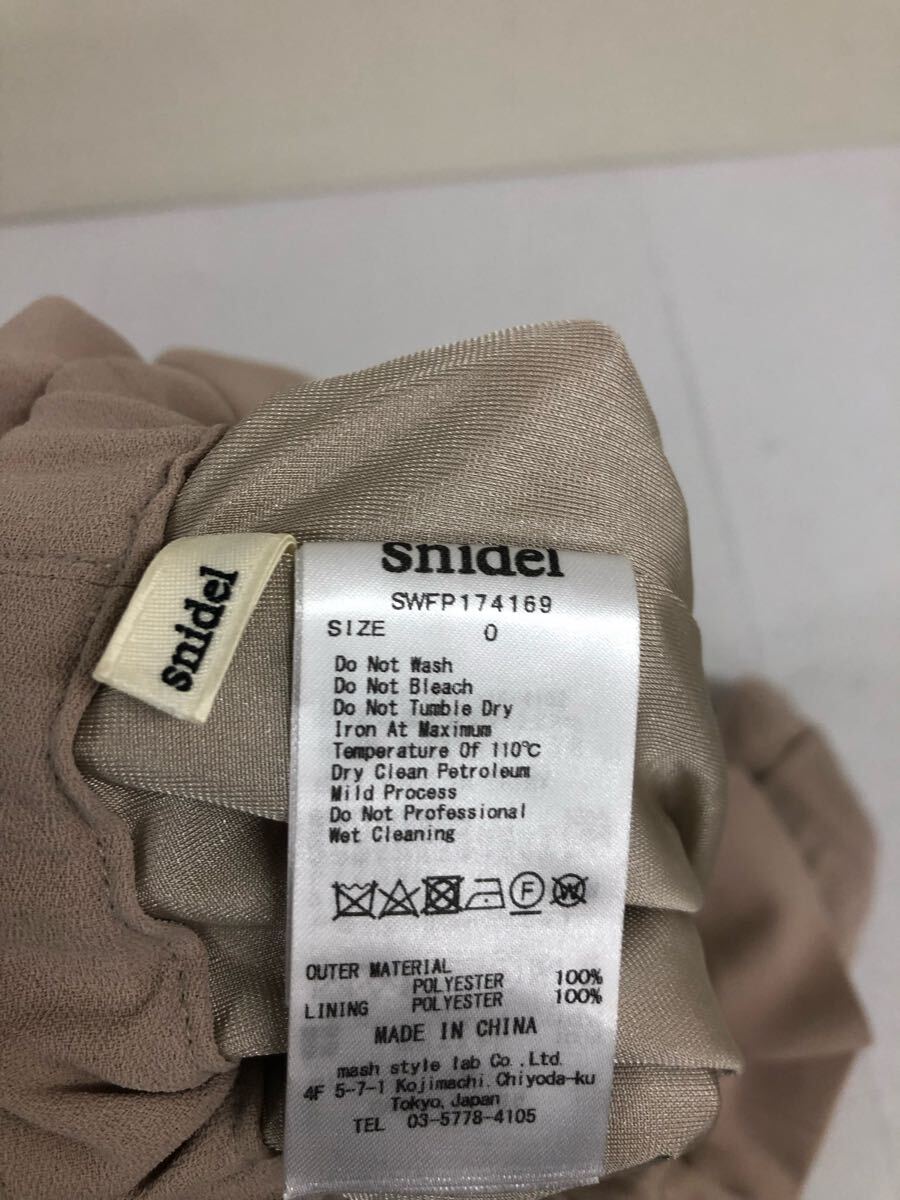 snidel
snidel
SWFP174169
SIZE 0
Do Not Wash
Do Not Bleach
Do Not Tumble Dry
Iron At Maximum
Temperature Of 110℃
Dry Clean Petroleum
Mild Process
Do Not Professional
Wet Cleaning
F W
OUTER MATERIAL
POLYESTER 100%
LINING POLYESTER 100%
MADE IN CHINA
mash style lab Co.,Ltd.
4F 5-7-1 Kojimachi.Chiyoda-ku
Tokyo,Japan
TEL 03-5778-4105